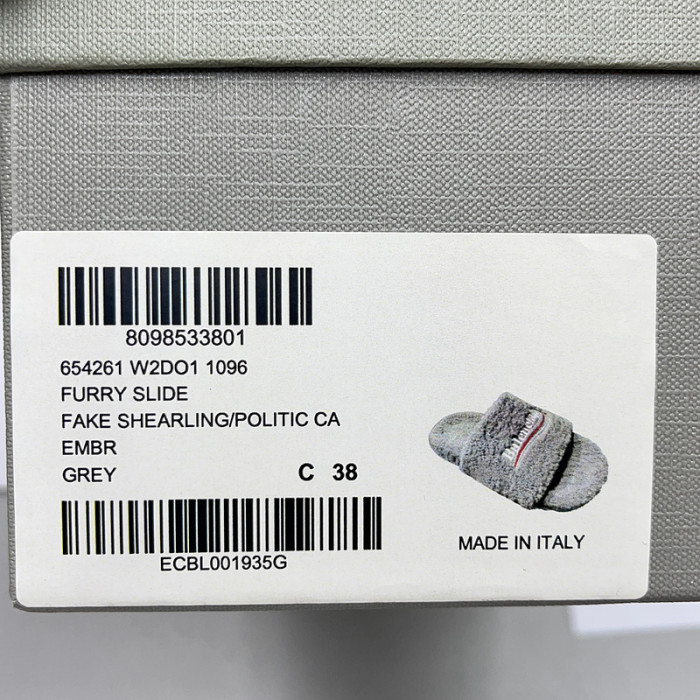 8098533801
654261 W2DO1 1096
FURRY SLIDE
FAKE SHEARLING/POLITIC CA
EMBR
GREY C 38
ECBL001935G
MADE IN ITALY